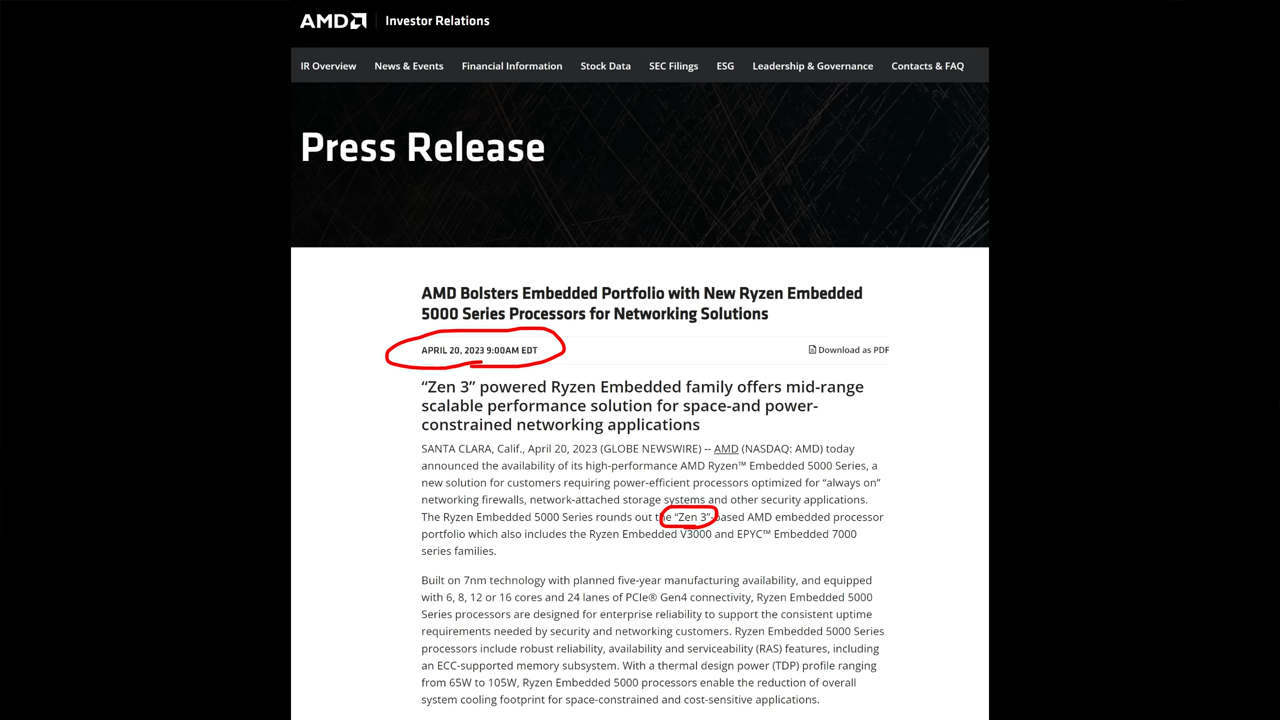 AMD Investor Relations
IR Overview News & Events Financial Information Stock Data SEC Filings ESG Leadership & Governance Contacts & FAQ
Press Release
AMD Bolsters Embedded Portfolio with New Ryzen Embedded
5000 Series Processors for Networking Solutions
APRIL 20, 2023 9:00AM EDT Download as PDF
“Zen 3” powered Ryzen Embedded family offers mid-range
scalable performance solution for space-and power-
constrained networking applications
SANTA CLARA, Calif., April 20, 2023 (GLOBE NEWSWIRE) -- AMD (NASDAQ: AMD) today
announced the availability of its high-performance AMD Ryzen™ Embedded 5000 Series, a
new solution for customers requiring power-efficient processors optimized for “always on”
networking firewalls, network-attached storage systems and other security applications.
The Ryzen Embedded 5000 Series rounds out the “Zen 3”-based AMD embedded processor
portfolio which also includes the Ryzen Embedded V3000 and EPYC™ Embedded 7000
series families.
Built on 7nm technology with planned five-year manufacturing availability, and equipped
with 6, 8, 12 or 16 cores and 24 lanes of PCIe® Gen4 connectivity, Ryzen Embedded 5000
Series processors are designed for enterprise reliability to support the consistent uptime
requirements needed by security and networking customers. Ryzen Embedded 5000 Series
processors include robust reliability, availability and serviceability (RAS) features, including
an ECC-supported memory subsystem. With a thermal design power (TDP) profile ranging
from 65W to 105W, Ryzen Embedded 5000 processors enable the reduction of overall
system cooling footprint for space-constrained and cost-sensitive applications.